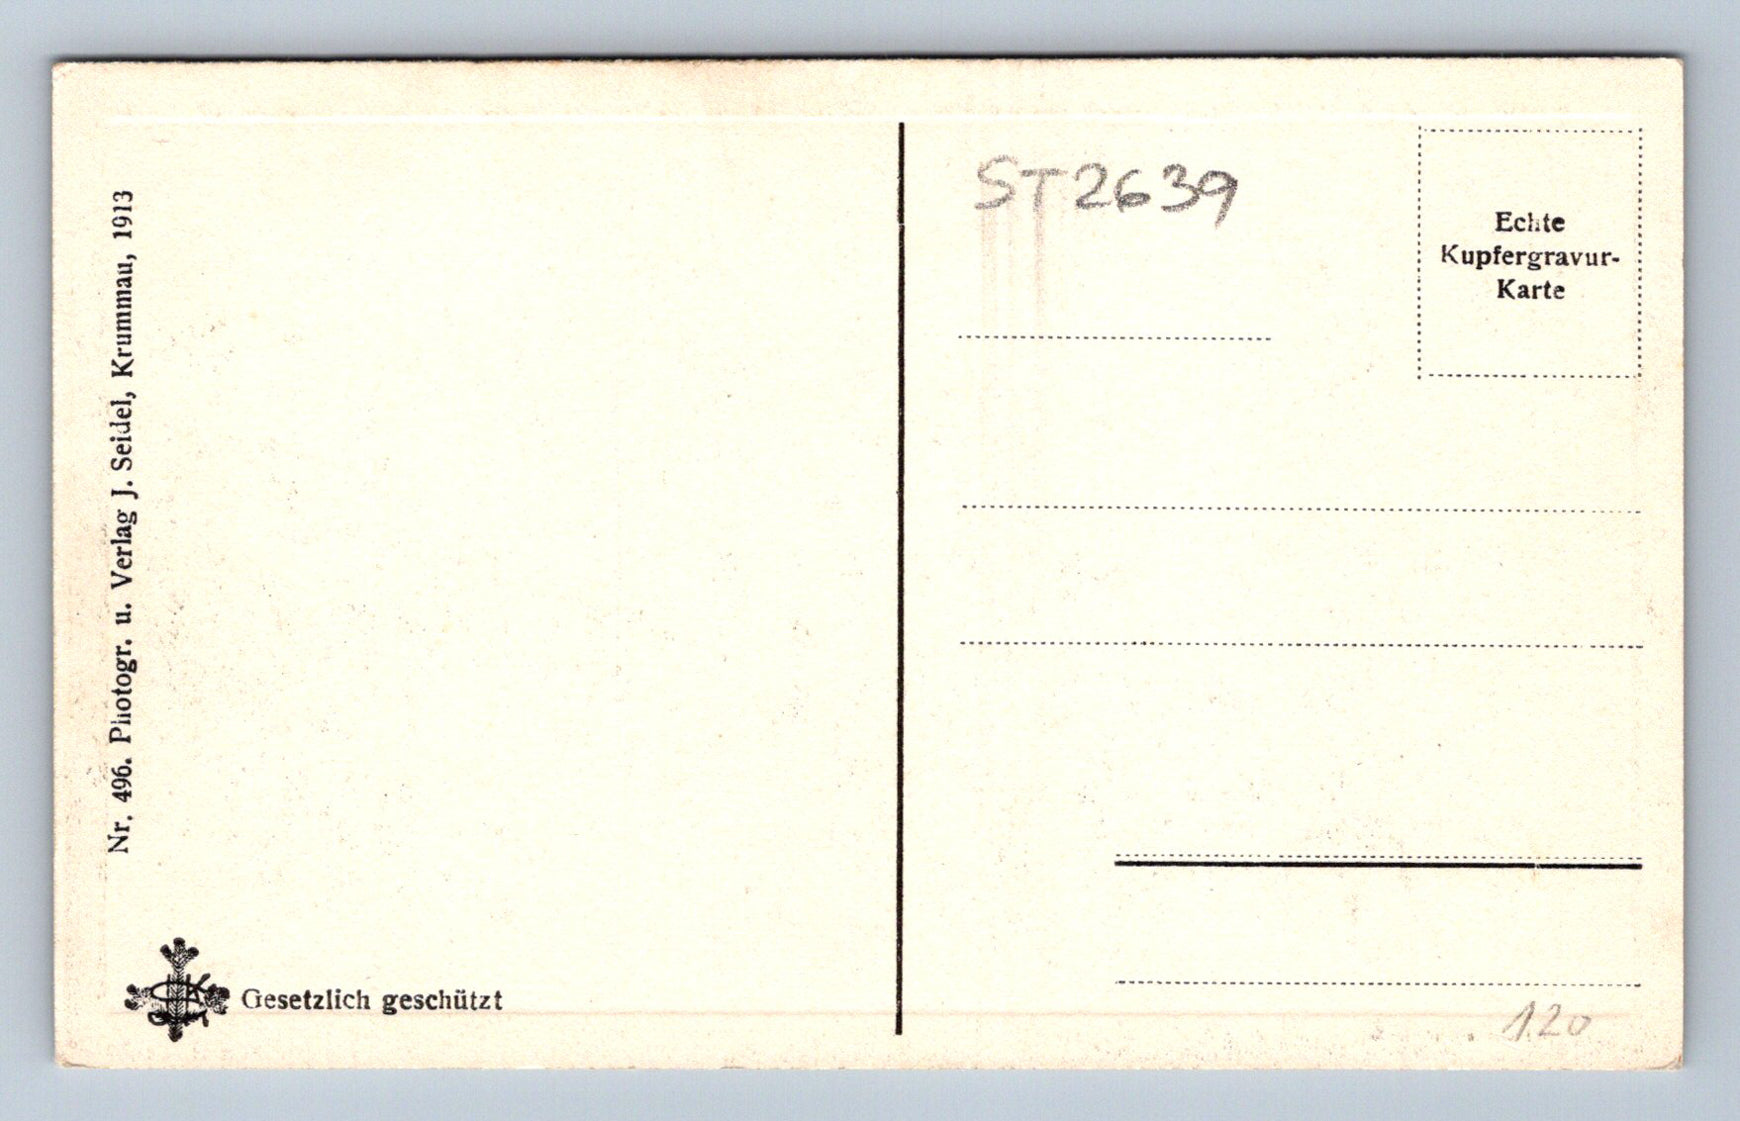 Nr. 496. Photogr. u. Verlag J. Seidel, Krummau, 1913
ST2639
Echte
Kupfergravur-
Karte
Gesetzlich geschützt
1.20